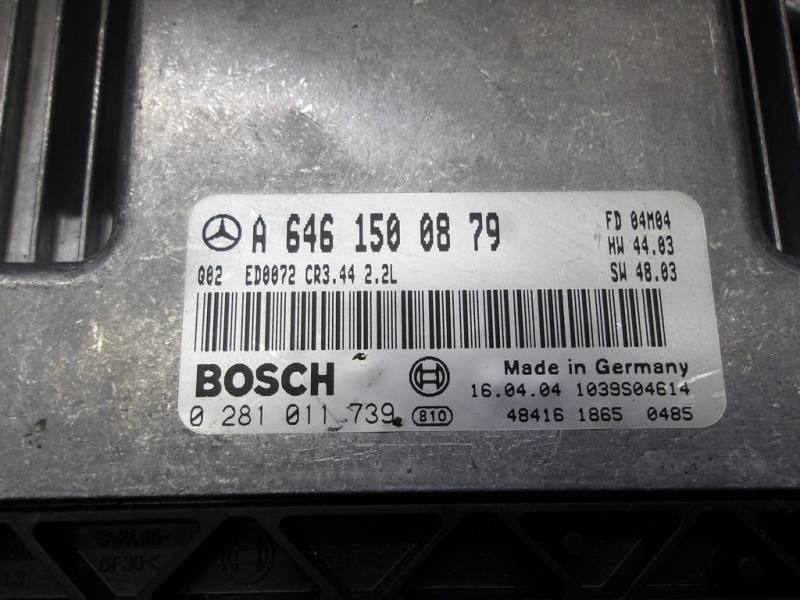 A 646 150 08 79
FD 04M04
HW 44.03
Q02 ED0072 CR3.44 2.2L
SW 48.03
BOSCH
Made in Germany
16.04.04 1039S04614
0 281 011 739 810
48416 1865 0485
GF30<